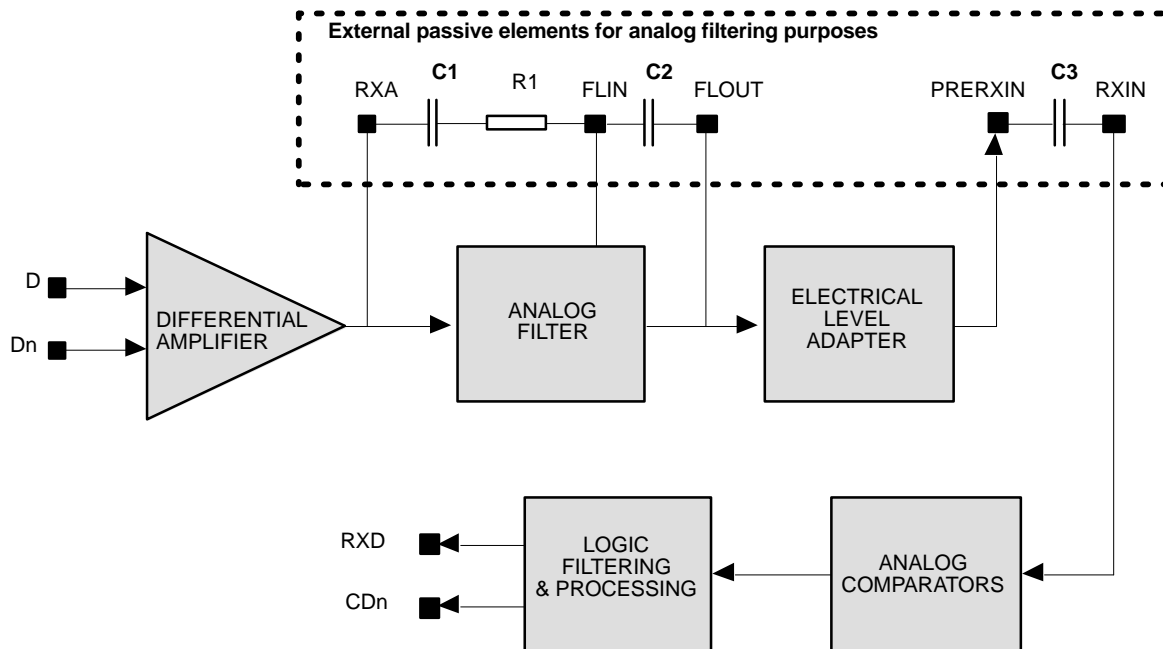 External passive elements for analog filtering purposes
C1
R1
C2
C3
RXA
FLIN
FLOUT
PRERXIN
RXIN
D
Dn
DIFFERENTIAL
AMPLIFIER
ANALOG
FILTER
ELECTRICAL
LEVEL
ADAPTER
RXD
CDn
LOGIC
FILTERING
& PROCESSING
ANALOG
COMPARATORS